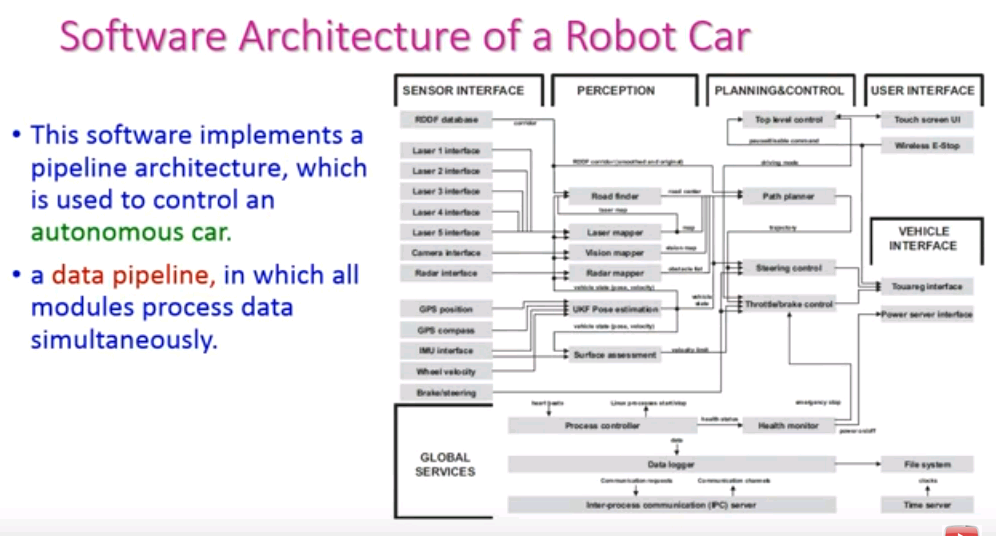 Software Architecture of a Robot Car
• This software implements a
pipeline architecture, which
is used to control an
autonomous car.
• a data pipeline, in which all
modules process data
simultaneously.
SENSOR INTERFACE
PERCEPTION
PLANNING&CONTROL
USER INTERFACE
RDDF database
corridor
Top level control
Touch screen UI
pause/disable command
Wireless E-Stop
Laser 1 interface
RDDF corridor (smoothed and original)
driving mode
Laser 2 interface
Laser 3 interface
Road finder
road center
Path planner
Laser 4 interface
laser map
Laser 5 interface
Laser mapper
map
trajectory
VEHICLE
INTERFACE
Camera interface
Vision mapper
vision map
Radar interface
Radar mapper
obstacle list
Steering control
vehicle state (pose, velocity)
vehicle
state
Touareg interface
GPS position
UKF Pose estimation
Throttle/brake control
Power server interface
GPS compass
vehicle state (pose, velocity)
IMU interface
Surface assessment
velocity limit
Wheel velocity
Brake/steering
heart beats
Linux processes start/stop
emergency stop
Process controller
health status
Health monitor
power on/off
GLOBAL
SERVICES
data
Data logger
File system
Communication requests
Communication channels
clocks
Inter-process communication (IPC) server
Time server